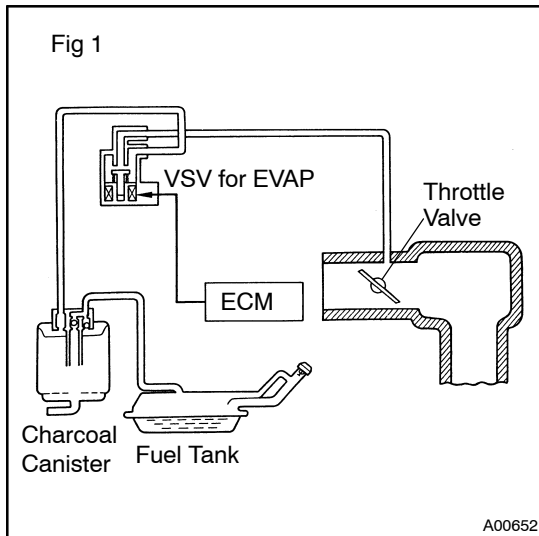 Fig 1
VSV for EVAP
Throttle
Valve
ECM
Charcoal
Canister
Fuel Tank
A00652